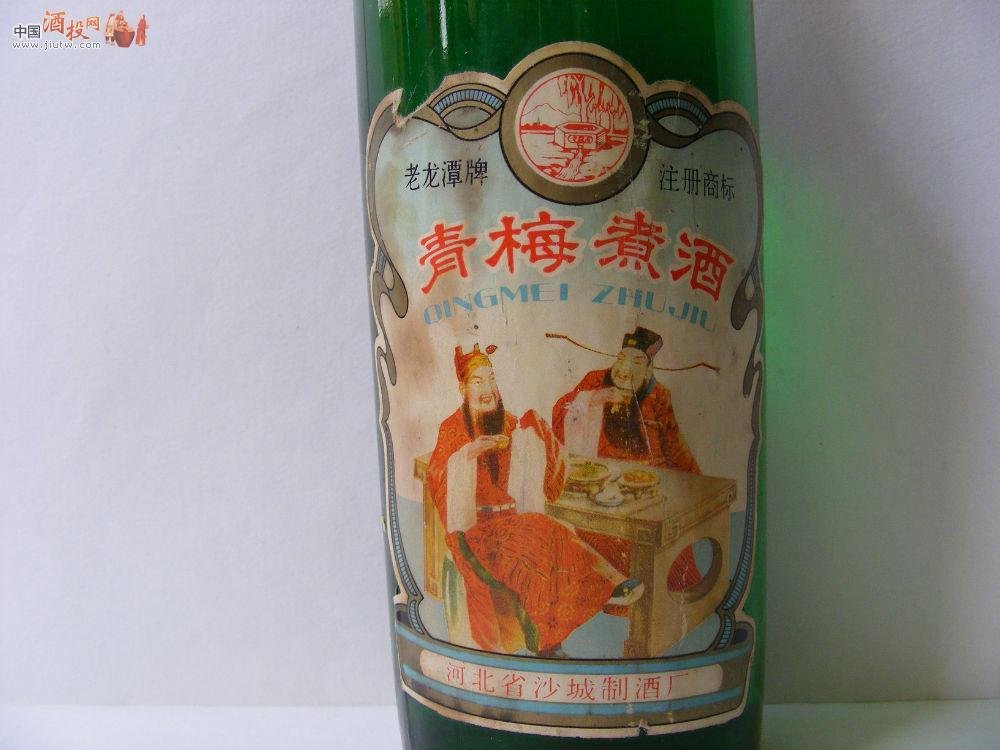 中国酒投网
www.jiutw.com
老龙潭牌 注册商标
青梅煮酒
QINGMEI ZHUJIU
河北省沙城制酒厂